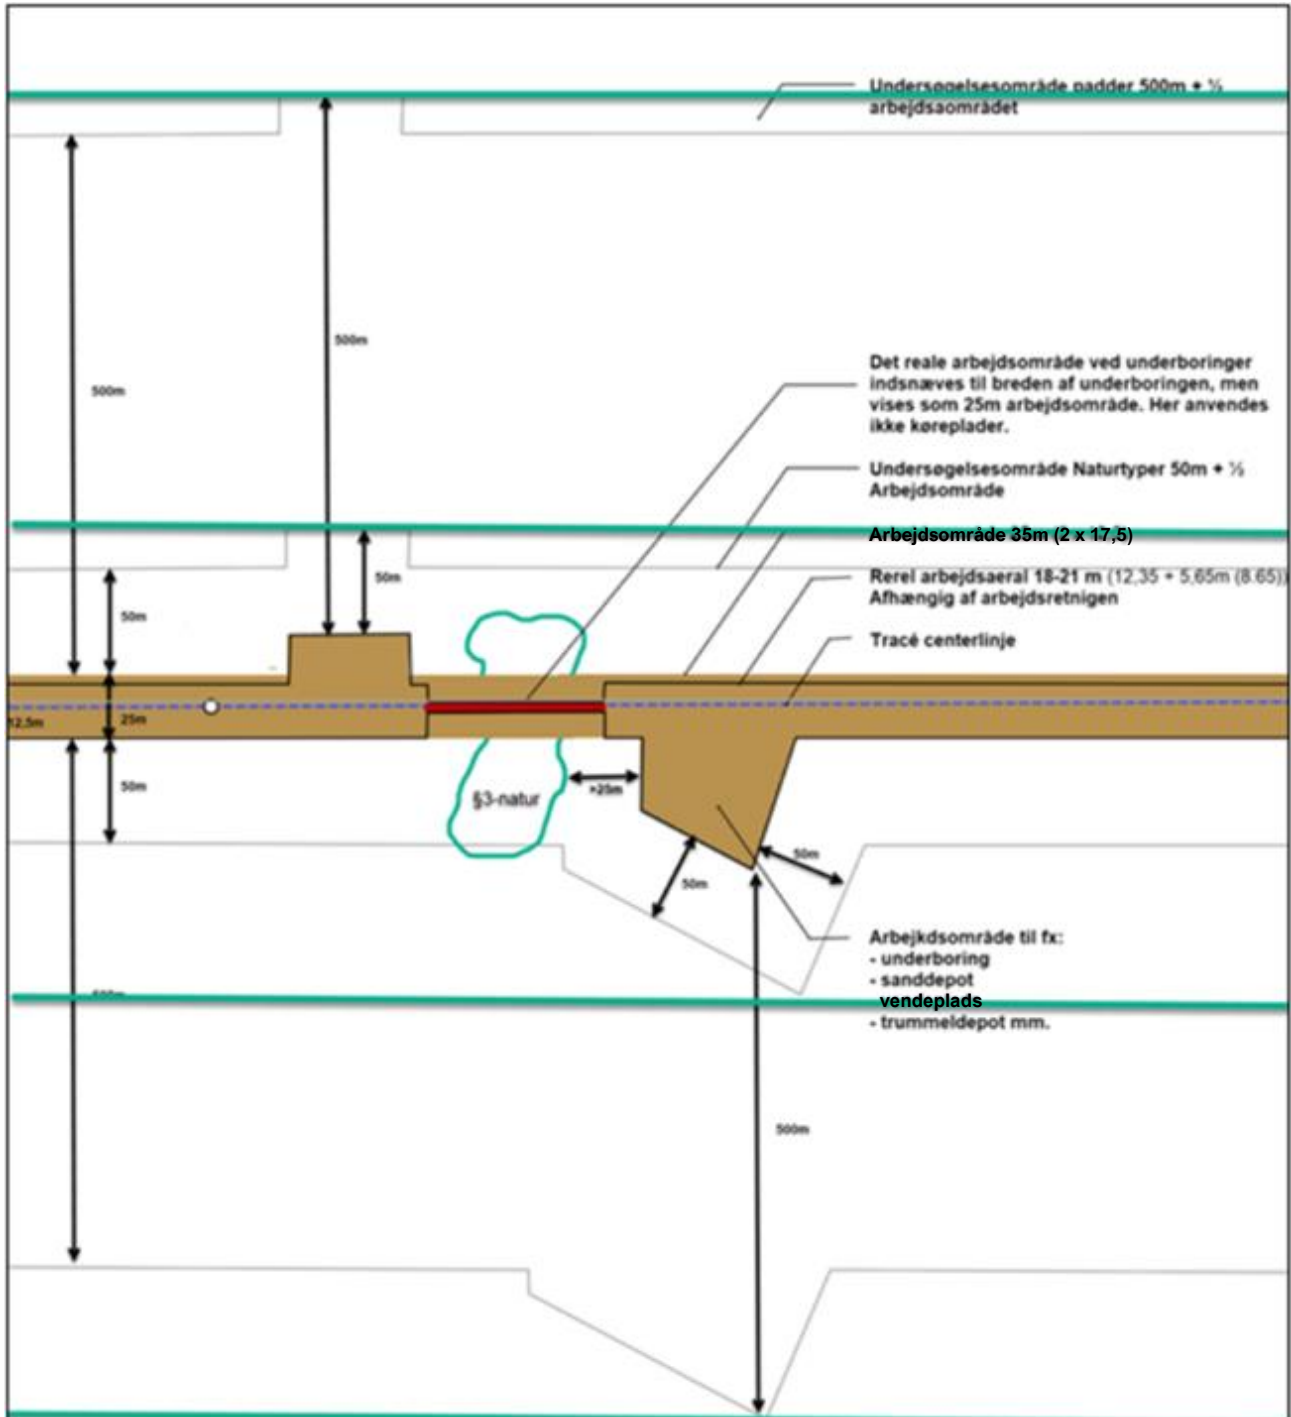 Undersøgelsesområde padder 500m + ½
arbejdsaområdet
500m
500m
Det reale arbejdsområde ved underboringer
indsnæves til breden af underboringen, men
vises som 25m arbejdsområde. Her anvendes
ikke køreplader.
Undersøgelsesområde Naturtyper 50m + ½
Arbejdsområde
Arbejdsområde 35m (2 x 17,5)
50m
Rerel arbejdsaeral 18-21 m (12,35 + 5,65m (8.65))
Afhængig af arbejdsretnigen
50m
Tracé centerlinje
12,5m
25m
50m
§3-natur
>25m
50m
50m
Arbejkdsområde til fx:
- underboring
- sanddepot
vendeplads
- trummeldepot mm.
500m